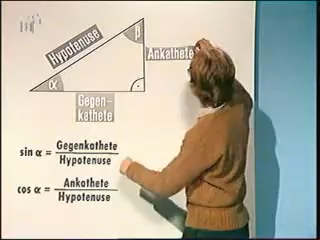 Hypotenuse
β
Ankathete
α
Gegen-
kathete
sin α = Gegenkathete
Hypotenuse
cos α = Ankathete
Hypotenuse